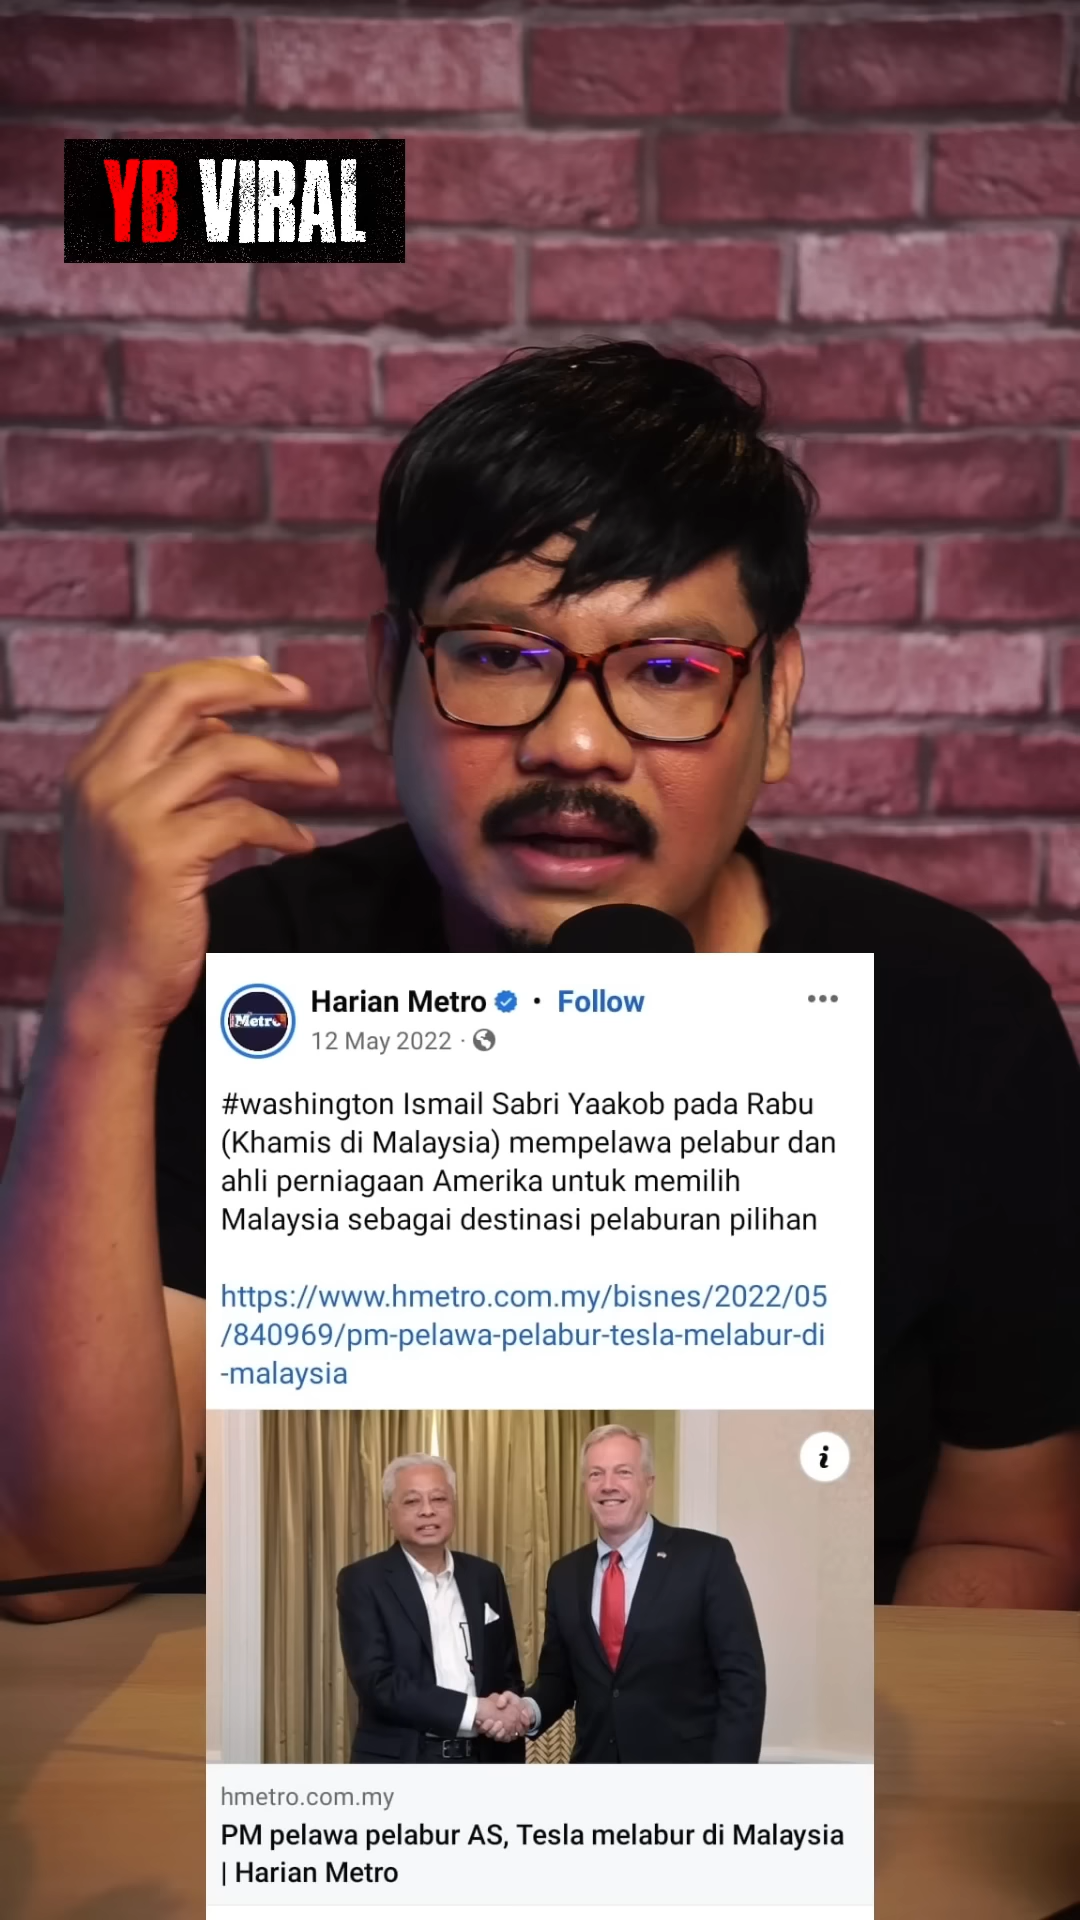 YB VIRAL
Harian Metro · Follow
Metro
12 May 2022 ·
#washington Ismail Sabri Yaakob pada Rabu
(Khamis di Malaysia) mempelawa pelabur dan
ahli perniagaan Amerika untuk memilih
Malaysia sebagai destinasi pelaburan pilihan
https://www.hmetro.com.my/bisnes/2022/05
/840969/pm-pelawa-pelabur-tesla-melabur-di
-malaysia
i
hmetro.com.my
PM pelawa pelabur AS, Tesla melabur di Malaysia
| Harian Metro